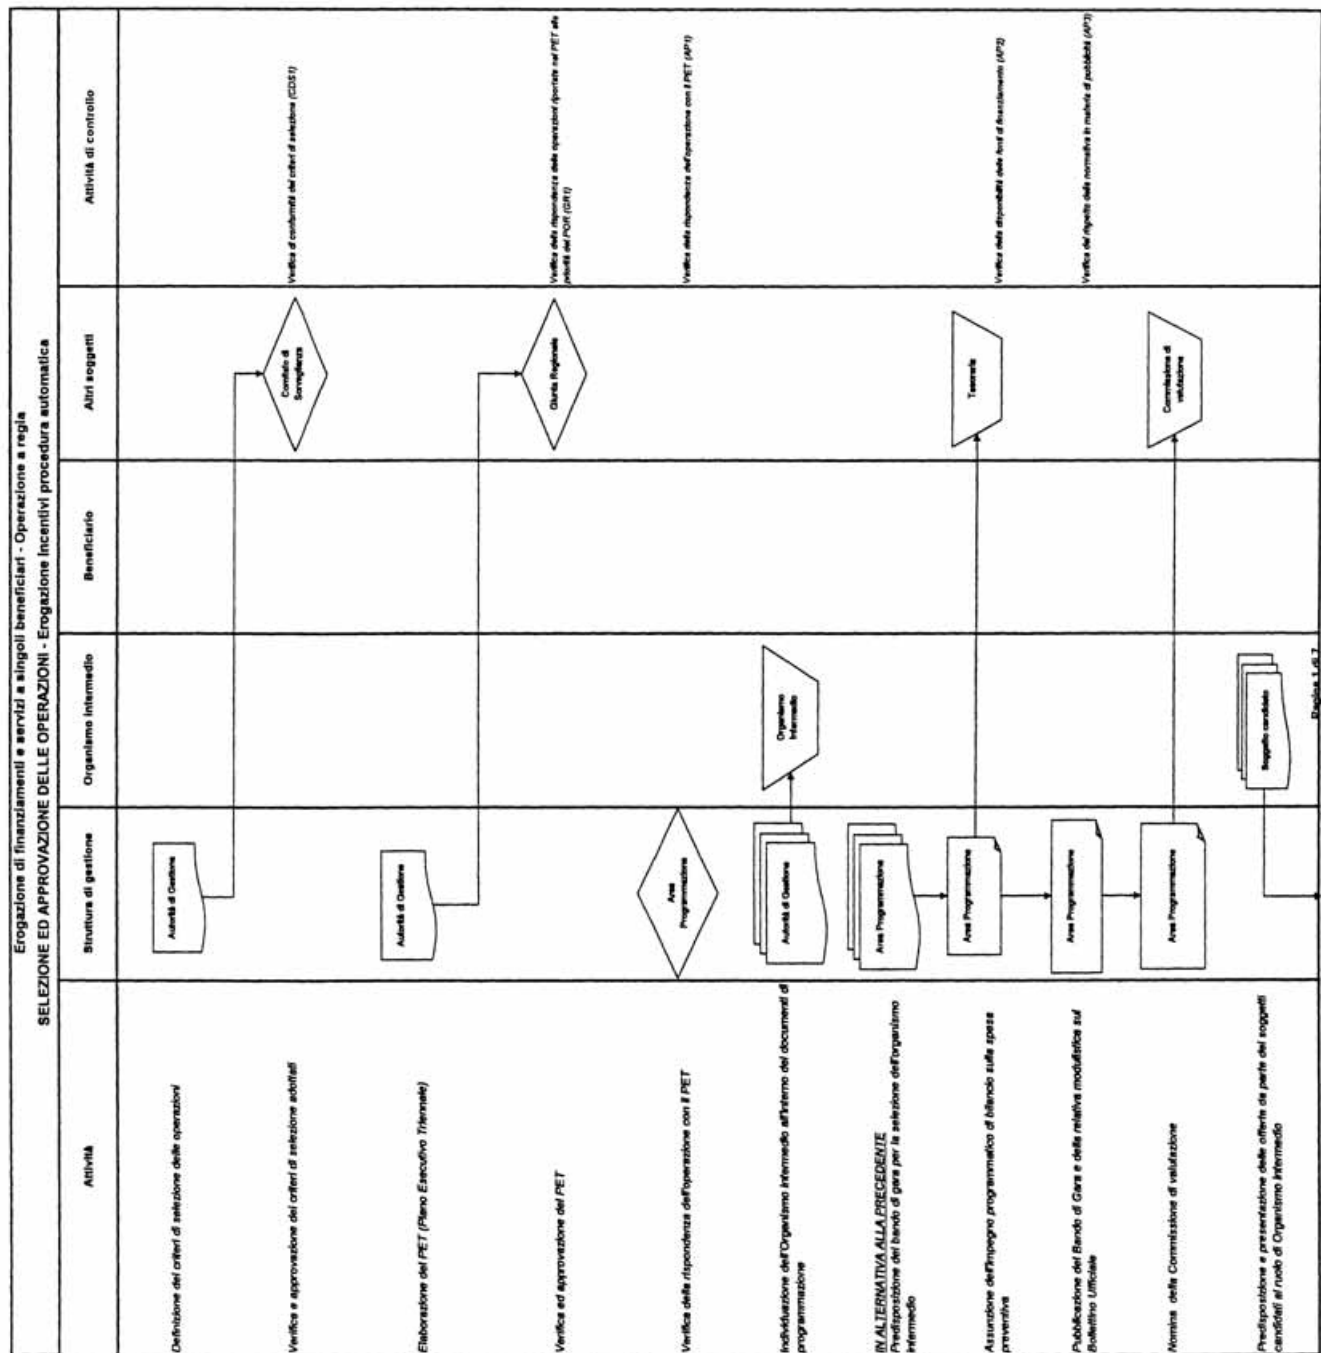 Erogazione di finanziamenti e servizi a singoli beneficiari - Operazione a regia
SELEZIONE ED APPROVAZIONE DELLE OPERAZIONI - Erogazione incentivi procedura automatica
Attività
Struttura di gestione
Organismo intermedio
Beneficiario
Altri soggetti
Attività di controllo
Definizione dei criteri di selezione delle operazioni
Autorità di Gestione
Verifica e approvazione dei criteri di selezione adottati
Comitato di
Sorveglianza
Verifica di conformità dei criteri di selezione (CDS1)
Elaborazione del PET (Piano Esecutivo Triennale)
Autorità di Gestione
Verifica ed approvazione del PET
Giunta Regionale
Verifica della rispondenza delle operazioni riportate nel PET alle
priorità del POR (GR1)
Verifica della rispondenza dell'operazione con il PET
Area
Programmazione
Verifica della rispondenza dell'operazione con il PET (AP1)
Individuazione dell'Organismo intermedio all'interno dei documenti di
programmazione
Autorità di Gestione
Organismo
Intermedio
IN ALTERNATIVA ALLA PRECEDENTE
Predisposizione del bando di gara per la selezione dell'organismo
intermedio
Area Programmazione
Assunzione dell'impegno programmatico di bilancio sulla spesa
preventiva
Area Programmazione
Tesoreria
Verifica della disponibilità delle fonti di finanziamento (AP2)
Pubblicazione del Bando di Gara e della relativa modulistica sul
Bollettino Ufficiale
Area Programmazione
Verifica del rispetto della normativa in materia di pubblicità (AP3)
Nomina della Commissione di valutazione
Area Programmazione
Commissione di
valutazione
Predisposizione e presentazione delle offerte da parte dei soggetti
candidati al ruolo di Organismo intermedio
Soggetto candidato
Pagina 1 di 7